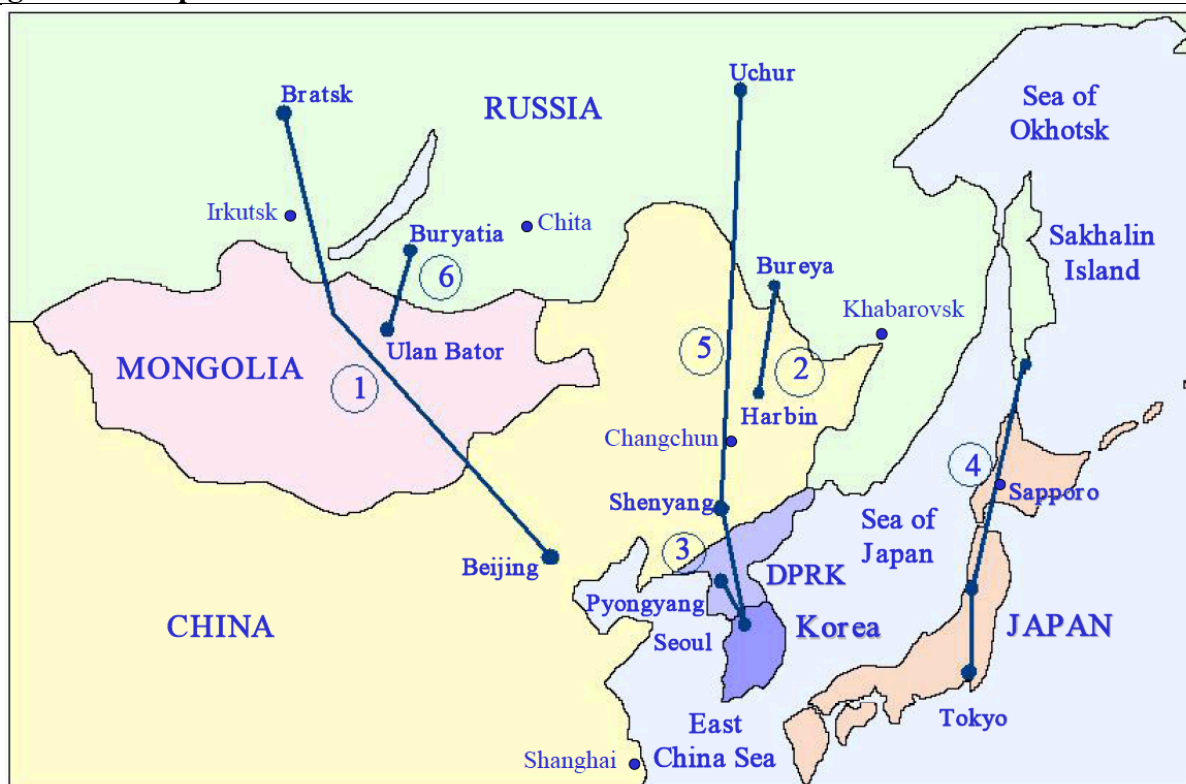 Uchur
Bratsk
RUSSIA
Sea of
Okhotsk
Irkutsk
Chita
Buryatia
6
Sakhalin
Island
Bureya
Khabarovsk
Ulan Bator
5
2
MONGOLIA
1
Harbin
Changchun
4
Sapporo
Shenyang
Sea of
Japan
3
Beijing
DPRK
Pyongyang
CHINA
Seoul
Korea
JAPAN
Tokyo
East
China Sea
Shanghai